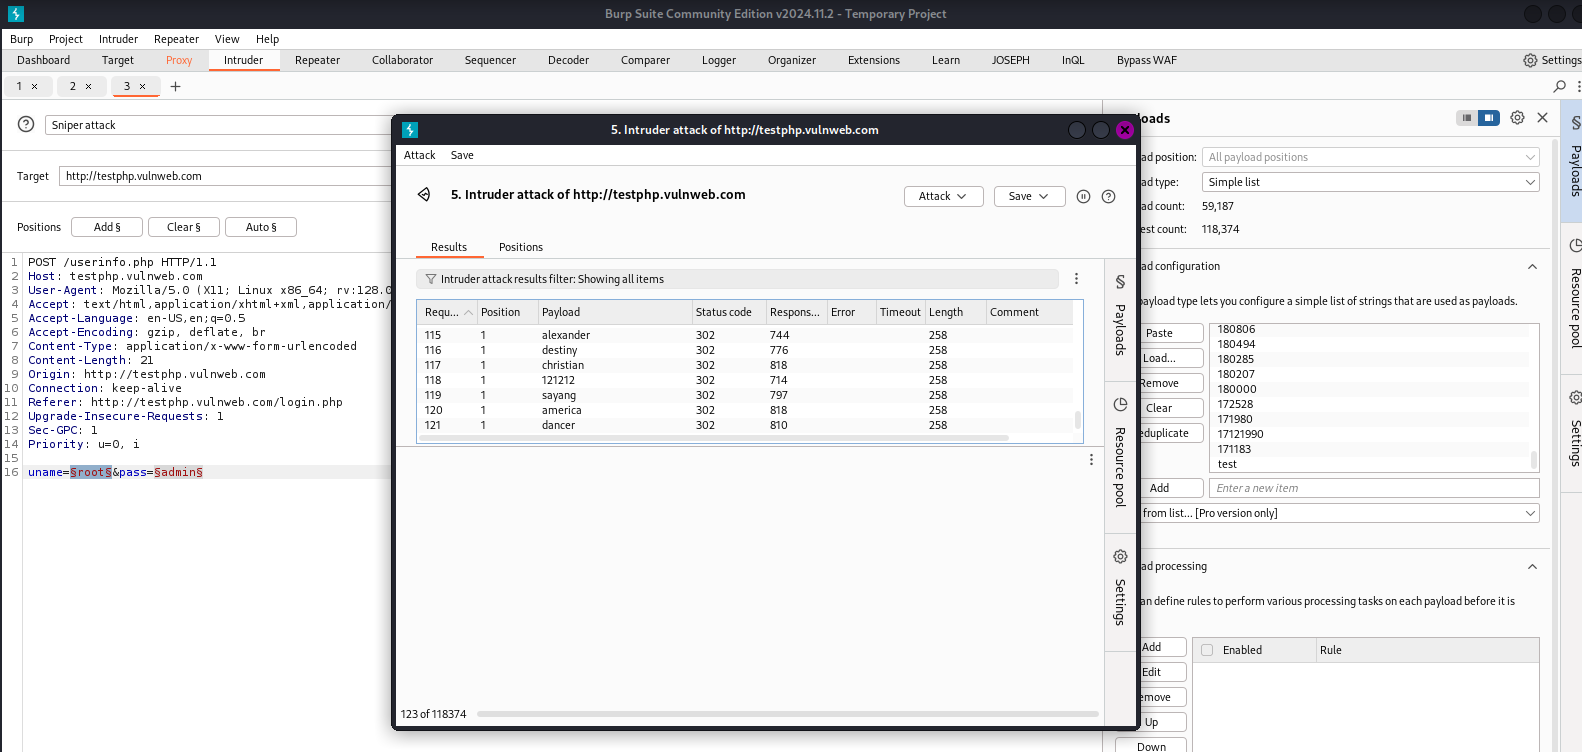 Burp Suite Community Edition v2024.11.2 - Temporary Project
Burp Project Intruder Repeater View Help
Dashboard Target Proxy Intruder Repeater Collaborator Sequencer Decoder Comparer Logger Organizer Extensions Learn JOSEPH InQL Bypass WAF Settings
1 × 2 × 3 × +
Sniper attack
Target http://testphp.vulnweb.com
Positions Add § Clear § Auto §
1 POST /userinfo.php HTTP/1.1
2 Host: testphp.vulnweb.com
3 User-Agent: Mozilla/5.0 (X11; Linux x86_64; rv:128.0
4 Accept: text/html,application/xhtml+xml,application/
5 Accept-Language: en-US,en;q=0.5
6 Accept-Encoding: gzip, deflate, br
7 Content-Type: application/x-www-form-urlencoded
8 Content-Length: 21
9 Origin: http://testphp.vulnweb.com
10 Connection: keep-alive
11 Referer: http://testphp.vulnweb.com/login.php
12 Upgrade-Insecure-Requests: 1
13 Sec-GPC: 1
14 Priority: u=0, i
15
16 uname=§root§&pass=§admin§
5. Intruder attack of http://testphp.vulnweb.com
Attack Save
5. Intruder attack of http://testphp.vulnweb.com
Attack Save
Results Positions
Intruder attack results filter: Showing all items
Requ... Position Payload Status code Respons... Error Timeout Length Comment
115 1 alexander 302 744 258
116 1 destiny 302 776 258
117 1 christian 302 818 258
118 1 121212 302 714 258
119 1 sayang 302 797 258
120 1 america 302 818 258
121 1 dancer 302 810 258
123 of 118374
§ Payloads
Resource pool
Settings
oads
ad position: All payload positions
ad type: Simple list
ad count: 59,187
est count: 118,374
ad configuration
payload type lets you configure a simple list of strings that are used as payloads.
Paste
Load...
Remove
Clear
eduplicate
180806
180494
180285
180207
180000
172528
171980
17121990
171183
test
Add Enter a new item
from list... [Pro version only]
ad processing
an define rules to perform various processing tasks on each payload before it is
Add
Edit
emove
Up
Down
Enabled Rule
§ Payloads
Resource pool
Settings